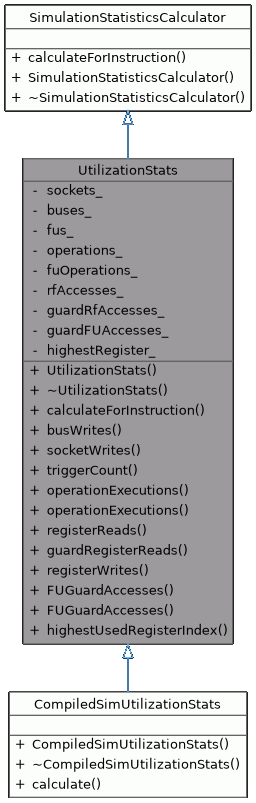 SimulationStatisticsCalculator
+ calculateForInstruction()
+ SimulationStatisticsCalculator()
+ ~SimulationStatisticsCalculator()
UtilizationStats
- sockets_
- buses_
- fus_
- operations_
- fuOperations_
- rfAccesses_
- guardRfAccesses_
- guardFUAccesses_
- highestRegister_
+ UtilizationStats()
+ ~UtilizationStats()
+ calculateForInstruction()
+ busWrites()
+ socketWrites()
+ triggerCount()
+ operationExecutions()
+ operationExecutions()
+ registerReads()
+ guardRegisterReads()
+ registerWrites()
+ FUGuardAccesses()
+ FUGuardAccesses()
+ highestUsedRegisterIndex()
CompiledSimUtilizationStats
+ CompiledSimUtilizationStats()
+ ~CompiledSimUtilizationStats()
+ calculate()